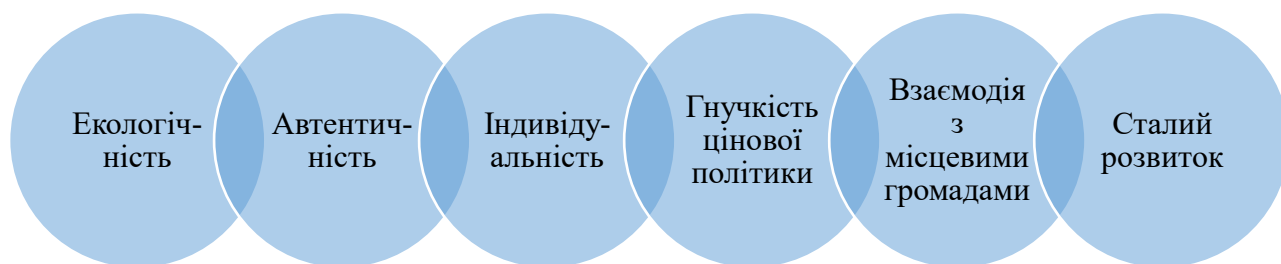 Екологіч-
ність
Автентич-
ність
Індивіду-
альність
Гнучкість
цінової
політики
Взаємодія
з
місцевими
громадами
Сталий
розвиток